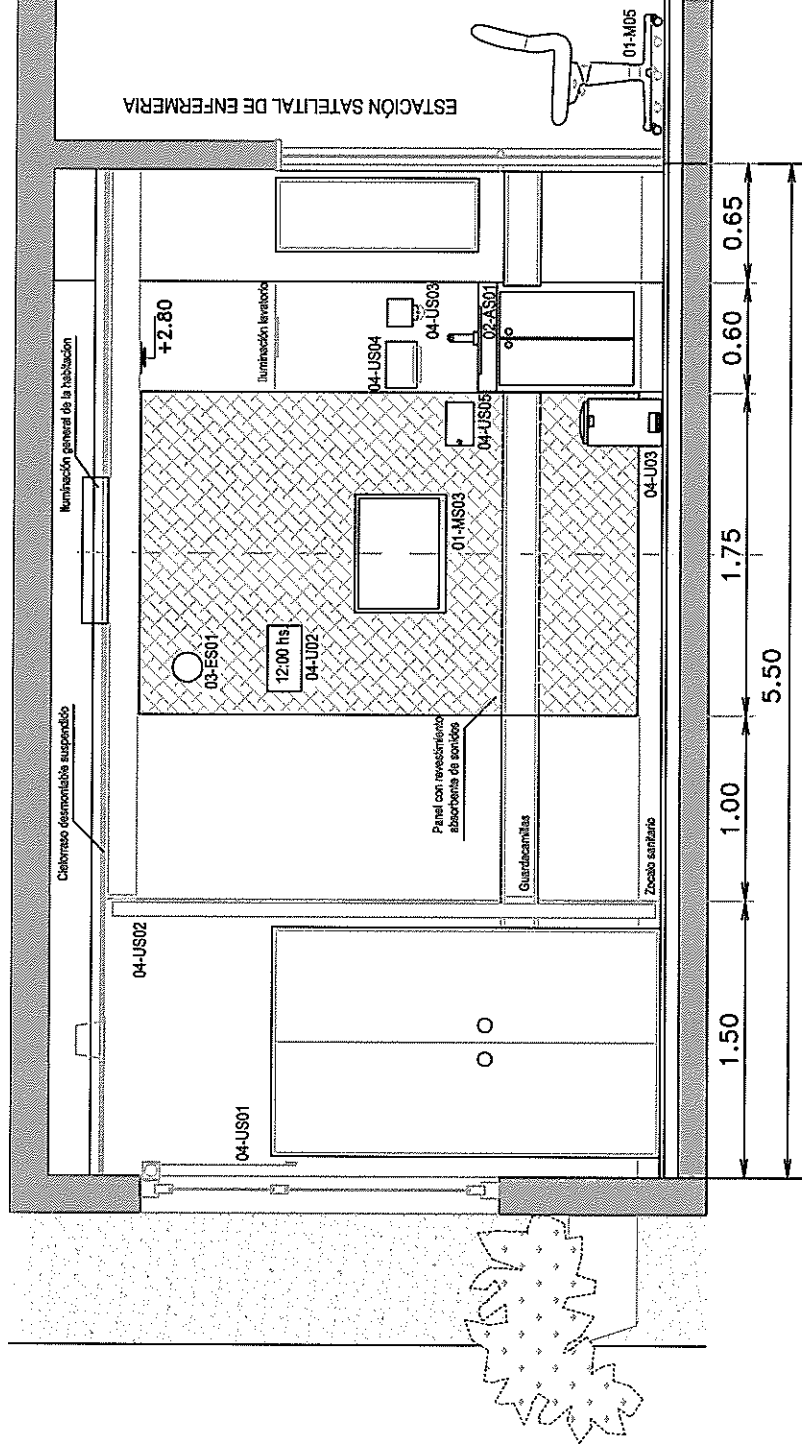 Iluminación general de la habitacion
Cieforraso desmontable suspendido
+2.80
04-US02
04-US01
03-ES01
12:00 hs.
04-U02
01-MS03
Iluminación lavatorio
04-US04
04-US03
04-US05
02-AS01
Panel con revestimiento
absorbente de sonidos
Guardacamillas
Zocalo sanitario
04-U03
ESTACIÓN SATELITAL DE ENFERMERIA
01-M05
1.50
1.00
1.75
0.60
0.65
5.50